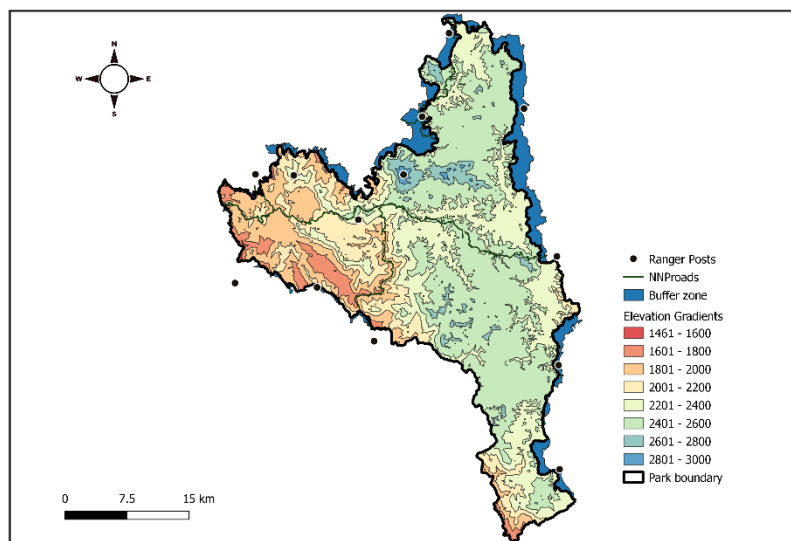 N
W E
S
Ranger Posts
NNProads
Buffer zone
Elevation Gradients
1461 - 1600
1601 - 1800
1801 - 2000
2001 - 2200
2201 - 2400
2401 - 2600
2601 - 2800
2801 - 3000
Park boundary
0 7.5 15 km